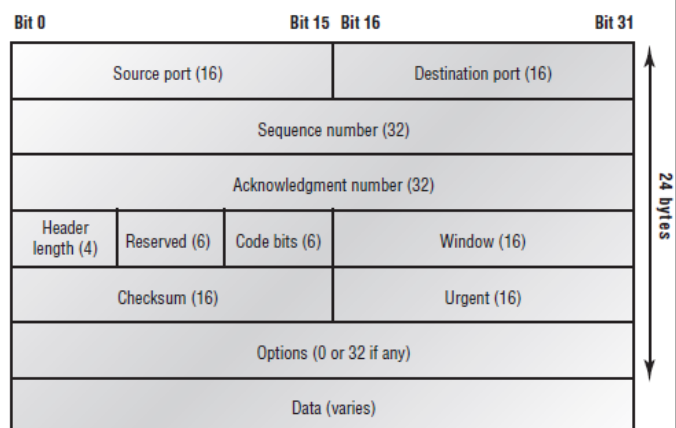 Bit 0 Bit 15 Bit 16 Bit 31
Source port (16) Destination port (16)
Sequence number (32)
Acknowledgment number (32)
Header
length (4) Reserved (6) Code bits (6) Window (16)
Checksum (16) Urgent (16)
Options (0 or 32 if any)
Data (varies)
24 bytes